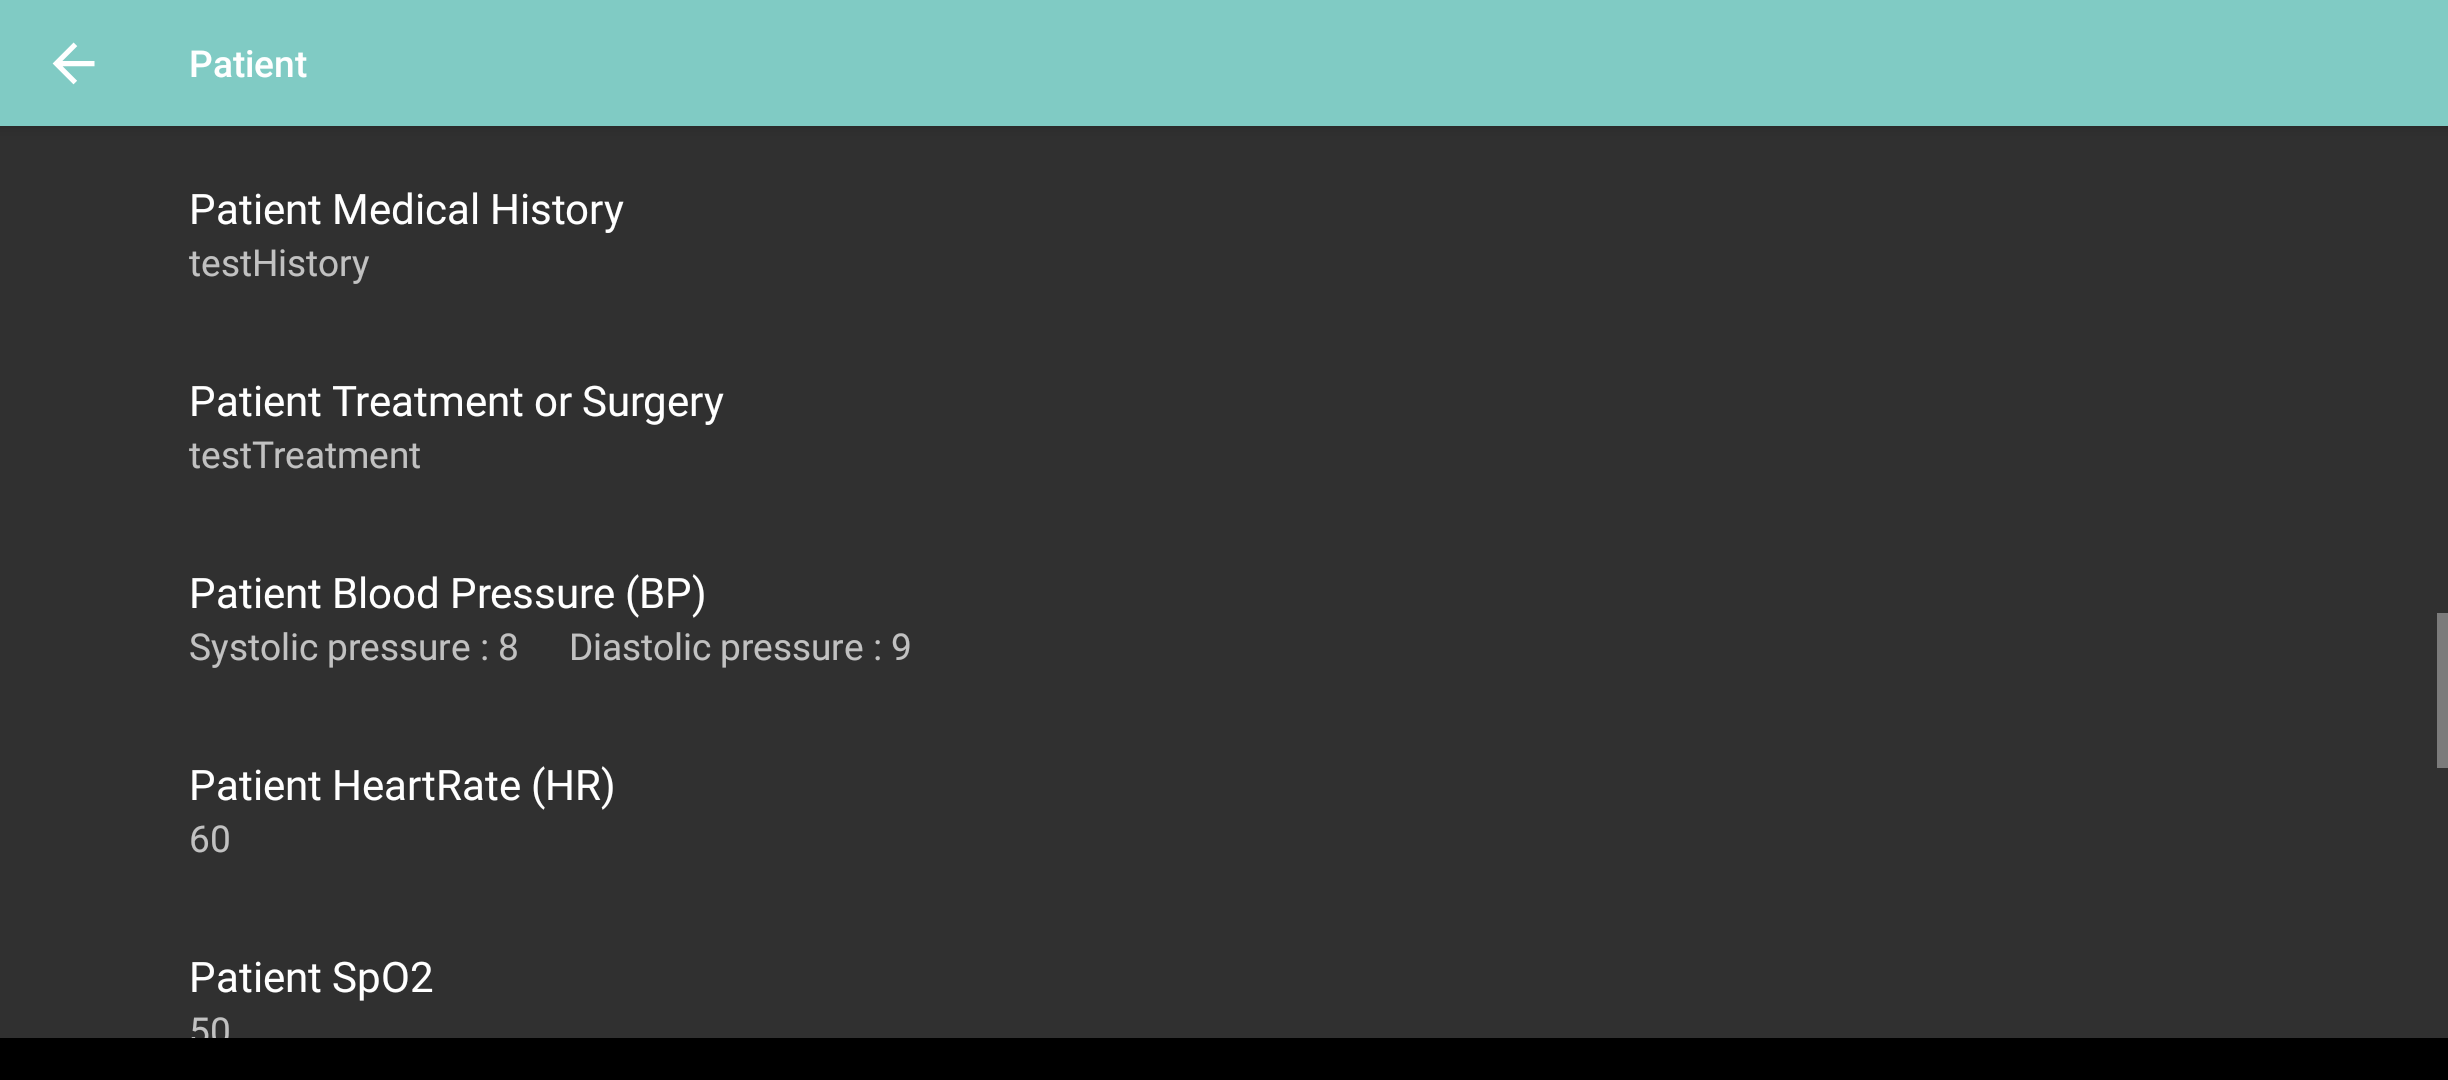 Patient
Patient Medical History
testHistory
Patient Treatment or Surgery
testTreatment
Patient Blood Pressure (BP)
Systolic pressure : 8 Diastolic pressure : 9
Patient HeartRate (HR)
60
Patient SpO2
50